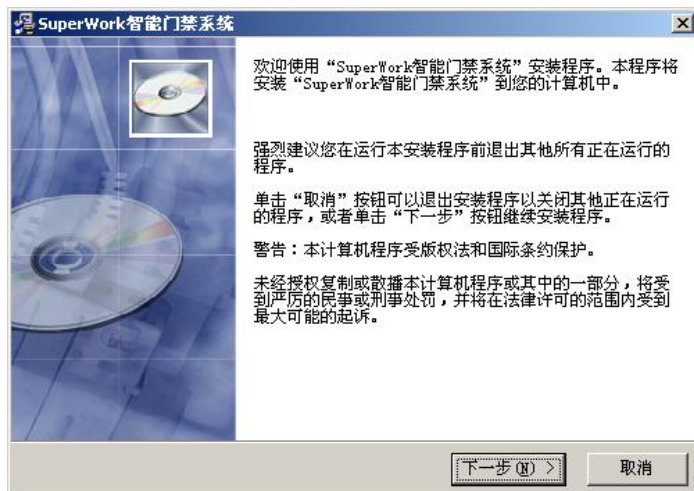 SuperWork智能门禁系统
欢迎使用“SuperWork智能门禁系统”安装程序。本程序将
安装“SuperWork智能门禁系统”到您的计算机中。
强烈建议您在运行本安装程序前退出其他所有正在运行的
程序。
单击“取消”按钮可以退出安装程序以关闭其他正在运行
的程序，或者单击“下一步”按钮继续安装程序。
警告：本计算机程序受版权法和国际条约保护。
未经授权复制或散播本计算机程序或其中的一部分，将受
到严厉的民事或刑事处罚，并将在法律许可的范围内受到
最大可能的起诉。
下一步(N) >
取消